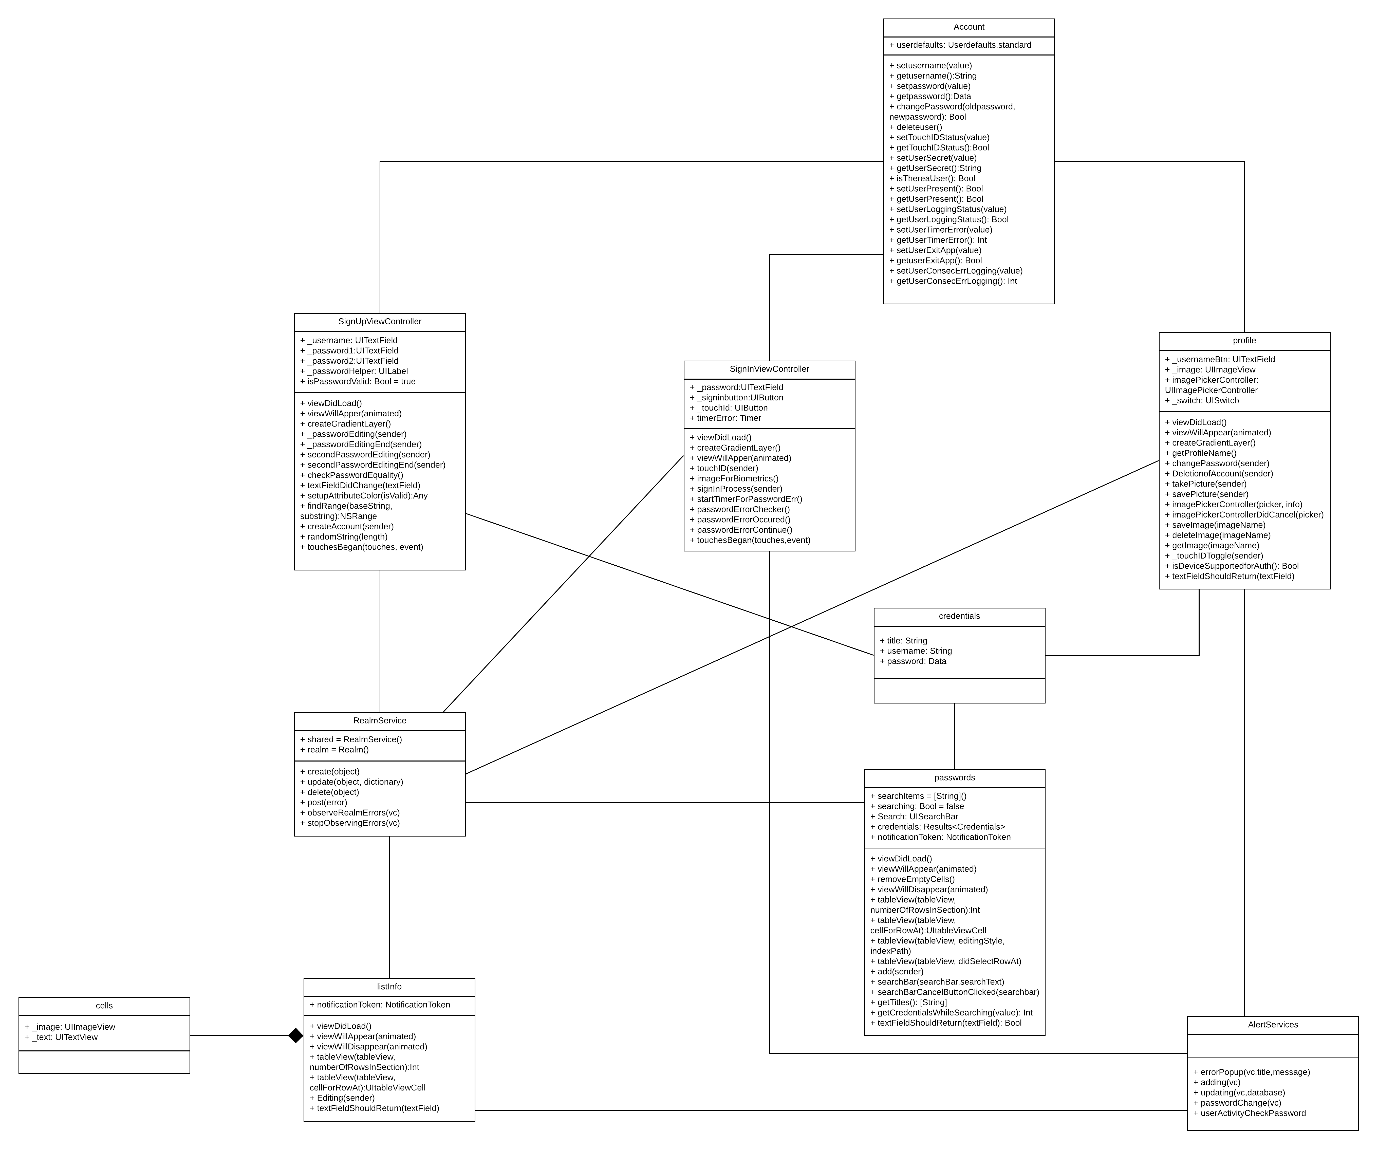 Account
+ userdefaults: Userdefaults.standard
+ setusername(value)
+ getusername():String
+ setpassword(value)
+ getpassword():Data
+ changePassword(oldpassword,
newpassword): Bool
+ deleteuser()
+ setTouchIDStatus(value)
+ getTouchIDStatus():Bool
+ setUserSecret(value)
+ getUserSecret():String
+ isThereaUser(): Bool
+ setUserPresent(): Bool
+ getUserPresent(): Bool
+ setUserLoggingStatus(value)
+ getUserLoggingStatus(): Bool
+ setUserTimerError(value)
+ getUserTimerError(): Int
+ setUserExitApp(value)
+ getuserExitApp(): Bool
+ setUserConsecErrLogging(value)
+ getUserConsecErrLogging(): Int
SignUpViewController
+ _username: UITextField
+ _password1:UITextField
+ _password2:UITextField
+ _passwordHelper: UILabel
+ isPasswordValid: Bool = true
+ viewDidLoad()
+ viewWillApper(animated)
+ createGradientLayer()
+ _passwordEditing(sender)
+ _passwordEditingEnd(sender)
+ secondPasswordEditing(sender)
+ secondPasswordEditingEnd(sender)
+ checkPasswordEquality()
+ textFieldDidChange(textField)
+ setupAttributeColor(isValid):Any
+ findRange(baseString,
substring):NSRange
+ createAccount(sender)
+ randomString(length)
+ touchesBegan(touches, event)
SignInViewController
+ _password:UITextField
+ _signinbutton:UIButton
+ _touchId: UIButton
+ timerError: Timer
+ viewDidLoad()
+ createGradientLayer()
+ viewWillApper(animated)
+ touchID(sender)
+ imageForBiometrics()
+ signInProcess(sender)
+ startTimerForPasswordErr()
+ passwordErrorChecker()
+ passwordErrorOccured()
+ passwordErrorContinue()
+ touchesBegan(touches,event)
profile
+ _usernameBtn: UITextField
+ _image: UIImageView
+ imagePickerController:
UIImagePickerController
+ _switch: UISwitch
+ viewDidLoad()
+ viewWillAppear(animated)
+ createGradientLayer()
+ getProfileName()
+ changePassword(sender)
+ DeletionofAccount(sender)
+ takePicture(sender)
+ savePicture(sender)
+ imagePickerController(picker, info)
+ imagePickerControllerDidCancel(picker)
+ saveImage(imageName)
+ deleteImage(imageName)
+ getImage(imageName)
+ _touchIDToggle(sender)
+ isDeviceSupportedforAuth(): Bool
+ textFieldShouldReturn(textField)
credentials
+ title: String
+ username: String
+ password: Data
RealmService
+ shared = RealmService()
+ realm = Realm()
+ create(object)
+ update(object, dictionary)
+ delete(object)
+ post(error)
+ observeRealmErrors(vc)
+ stopObservingErrors(vc)
passwords
+ searchItems = [String]()
+ searching: Bool = false
+ Search: UISearchBar
+ credentials: Results<Credentials>
+ notificationToken: NotificationToken
+ viewDidLoad()
+ viewWillAppear(animated)
+ removeEmptyCells()
+ viewWillDisappear(animated)
+ tableView(tableView,
numberOfRowsInSection):Int
+ tableView(tableView,
cellForRowAt):UItableViewCell
+ tableView(tableView, editingStyle,
indexPath)
+ tableView(tableView, didSelectRowAt)
+ add(sender)
+ searchBar(searchBar,searchText)
+ searchBarCancelButtonClicked(searchbar)
+ getTitles(): [String]
+ getCredentialsWhileSearching(value): Int
+ textFieldShouldReturn(textField): Bool
cells
+ _image: UIImageView
+ _text: UITextView
listInfo
+ notificationToken: NotificationToken
+ viewDidLoad()
+ viewWillAppear(animated)
+ viewWillDisappear(animated)
+ tableView(tableView,
numberOfRowsInSection):Int
+ tableView(tableView,
cellForRowAt):UItableViewCell
+ Editing(sender)
+ textFieldShouldReturn(textField)
AlertServices
+ errorPopup(vc,title,message)
+ adding(vc)
+ updating(vc,database)
+ passwordChange(vc)
+ userActivityCheckPassword